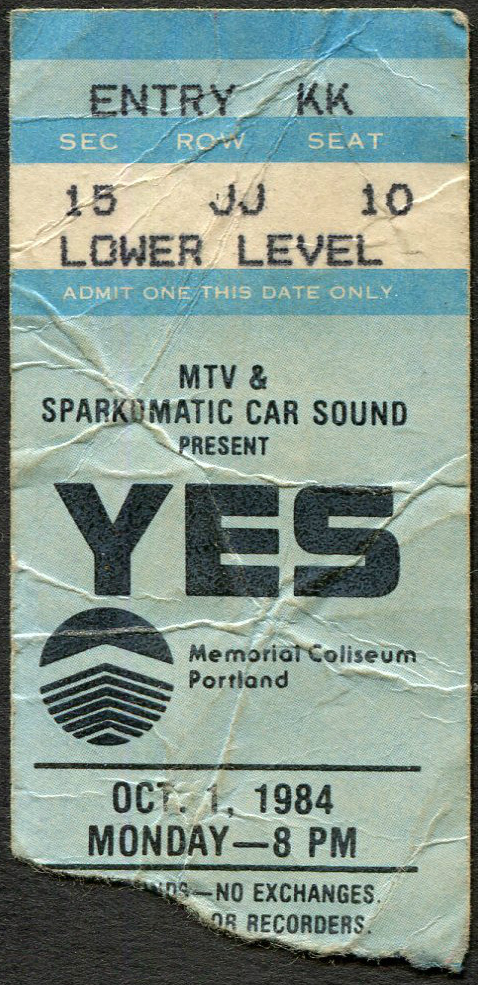 ENTRY KK
SEC ROW SEAT
15 JJ 10
LOWER LEVEL
ADMIT ONE THIS DATE ONLY.
MTV &
SPARKOMATIC CAR SOUND
PRESENT
YES
Memorial Coliseum
Portland
OCT. 1, 1984
MONDAY—8 PM
—NO EXCHANGES.
OR RECORDERS.